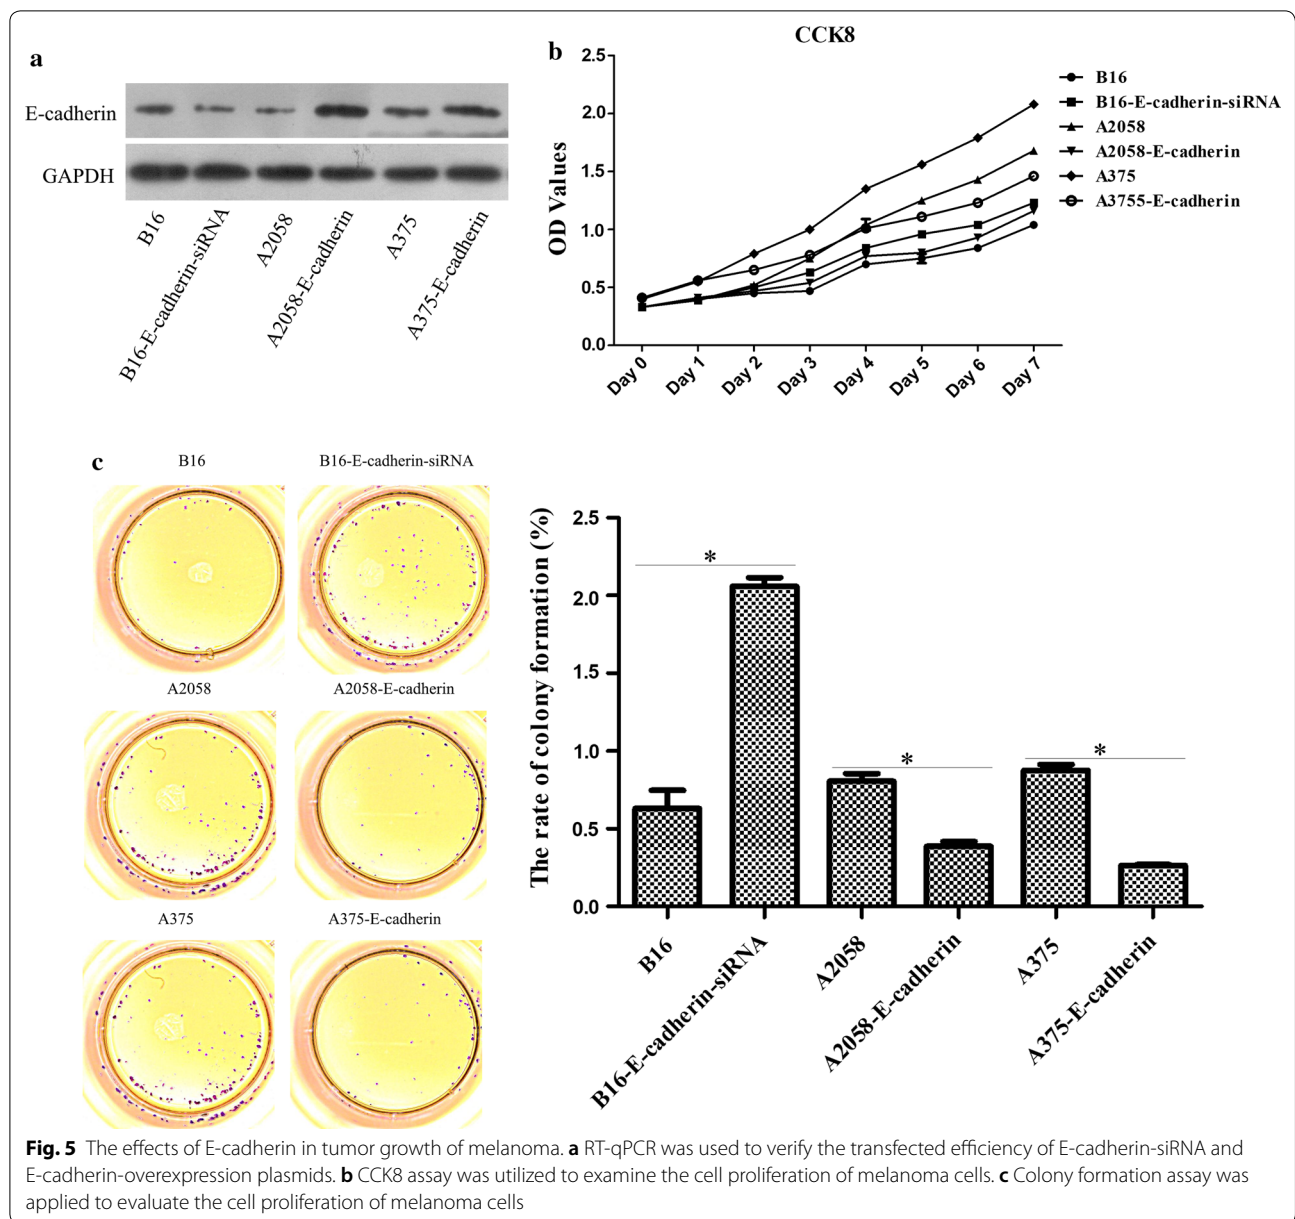 a
E-cadherin
GAPDH
B16
B16-E-cadherin-siRNA
A2058
A2058-E-cadherin
A375
A375-E-cadherin
b
CCK8
OD Values
2.5
2.0
1.5
1.0
0.5
0.0
Day 0
Day 1
Day 2
Day 3
Day 4
Day 5
Day 6
Day 7
B16
B16-E-cadherin-siRNA
A2058
A2058-E-cadherin
A375
A3755-E-cadherin
c
B16
B16-E-cadherin-siRNA
A2058
A2058-E-cadherin
A375
A375-E-cadherin
The rate of colony formation (%)
2.5
2.0
1.5
1.0
0.5
0.0
*
*
*
B16
B16-E-cadherin-siRNA
A2058
A2058-E-cadherin
A375
A375-E-cadherin
Fig. 5 The effects of E-cadherin in tumor growth of melanoma. a RT-qPCR was used to verify the transfected efficiency of E-cadherin-siRNA and
E-cadherin-overexpression plasmids. b CCK8 assay was utilized to examine the cell proliferation of melanoma cells. c Colony formation assay was
applied to evaluate the cell proliferation of melanoma cells